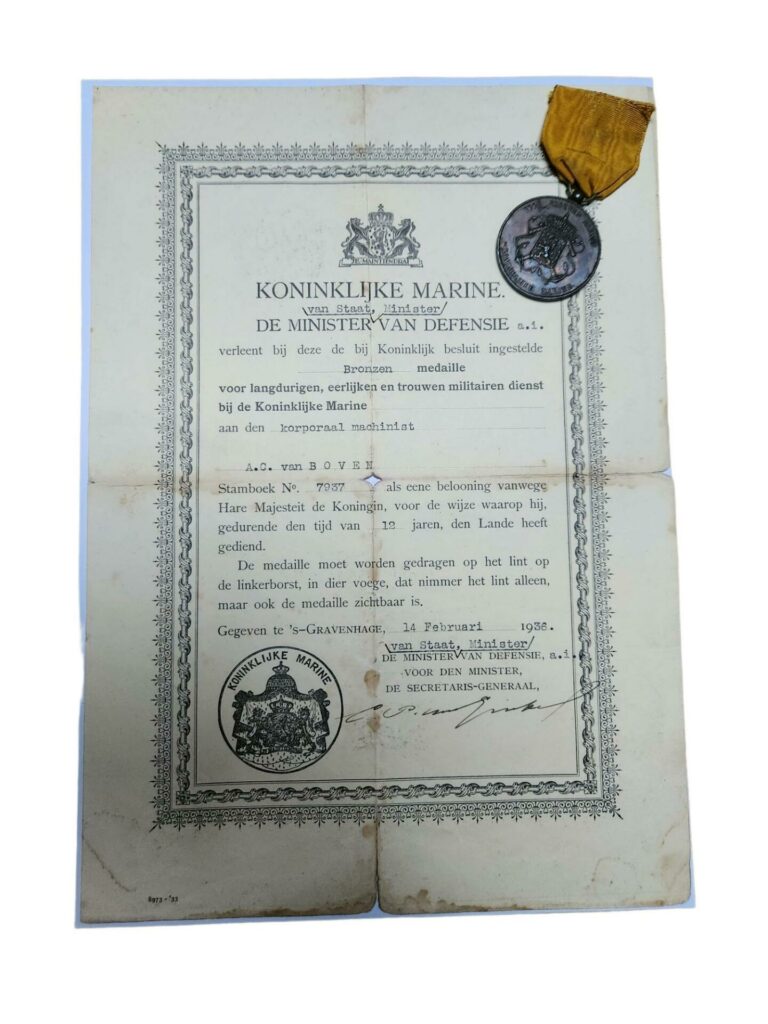 JE MAINTIENDRAI
KONINKLIJKE MARINE.
van Staat, Minister
DE MINISTER VAN DEFENSIE a.i.
verleent bij deze de bij Koninklijk besluit ingestelde
Bronzen medaille
voor langdurigen, eerlijken en trouwen militairen dienst
bij de Koninklijke Marine
aan den korporaal machinist
A.C. van BOVEN
Stamboek No. 7937 als eene belooning vanwege
Hare Majesteit de Koningin, voor de wijze waarop hij,
gedurende den tijd van 12 jaren, den Lande heeft
gediend.
De medaille moet worden gedragen op het lint op
de linkerborst, in dier voege, dat nimmer het lint alleen,
maar ook de medaille zichtbaar is.
Gegeven te 's-GRAVENHAGE, 14 Februari 1936.
van Staat, Minister
DE MINISTER VAN DEFENSIE, a.i.
VOOR DEN MINISTER,
DE SECRETARIS-GENERAAL,
KONINKLIJKE MARINE
8973-'33